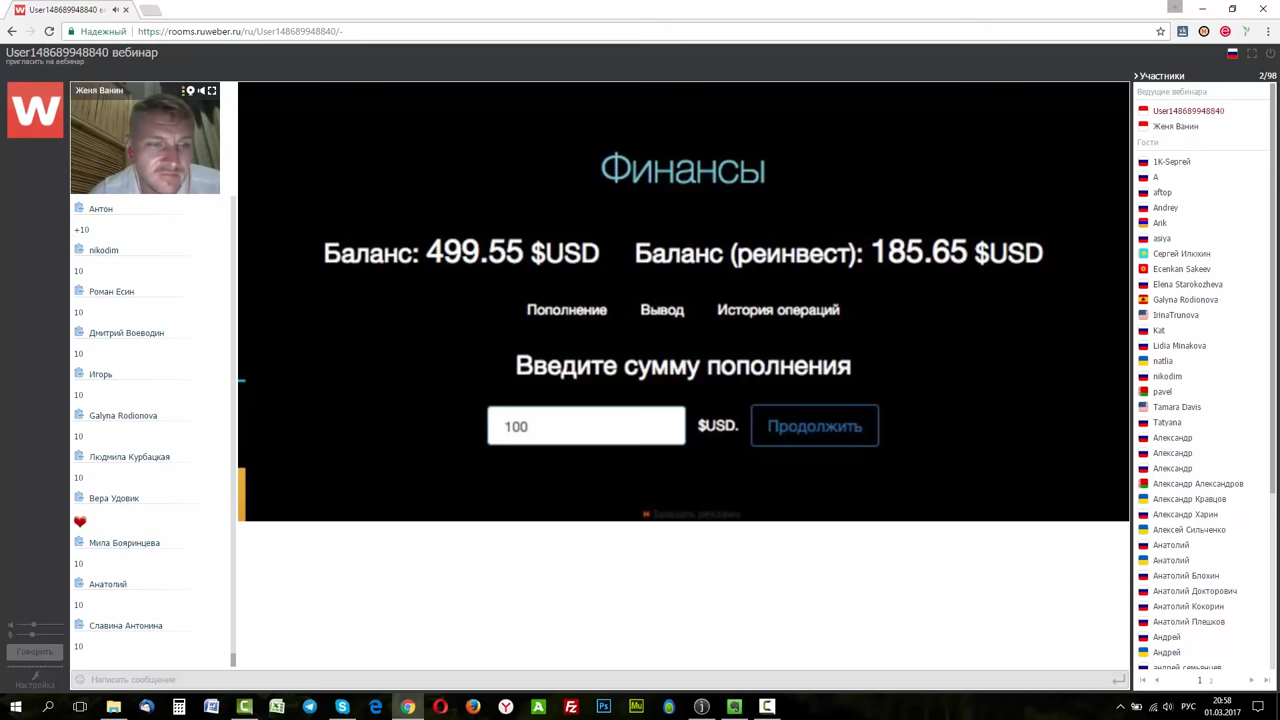 User148689948840 в
Надежный
https://rooms.ruweber.ru/ru/User148689948840/-
User148689948840 вебинар
пригласить на вебинар
W
Женя Ванин
Антон
+10
nikodim
10
Роман Есин
10
Дмитрий Воеводин
10
Игорь
10
Galyna Rodionova
10
Людмила Курбацкая
10
Вера Удовик
Мила Бояринцева
10
Анатолий
10
Славина Антонина
10
Говорить
Настройка
Написать сообщение
Финансы
Баланс: 499.55 $USD Баланс (реинвест): 185.65 $USD
Пополнение Вывод История операций
Введите сумму пополнения
100 $USD. Продолжить
Участники 2/98
Ведущие вебинара
User148689948840
Женя Ванин
Гости
1К-Сергей
А
aftop
Andrey
Arik
asiya
Cергей Илюхин
Ecenkan Sakeev
Elena Starokozheva
Galyna Rodionova
IrinaTrunova
Kat
Lidia Minakova
natlia
nikodim
pavel
Tamara Davis
Tatyana
Александр
Александр
Александр
Александр Александров
Александр Кравцов
Александр Харин
Алексей Сильченко
Анатолий
Анатолий
Анатолий Блохин
Анатолий Докторович
Анатолий Кокорин
Анатолий Плешков
Андрей
Андрей
андрей семьянцев
1 2
РУС
20:58
01.03.2017